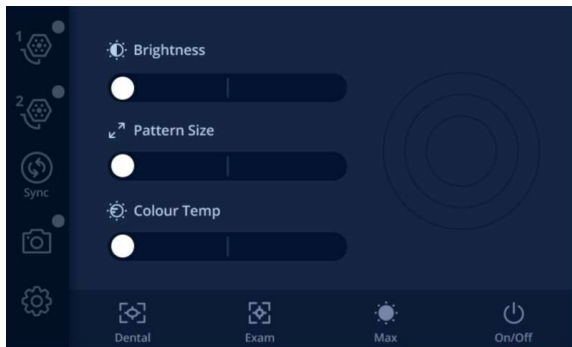 1
Brightness
2
Pattern Size
Sync
Colour Temp
Dental
Exam
Max
On/Off